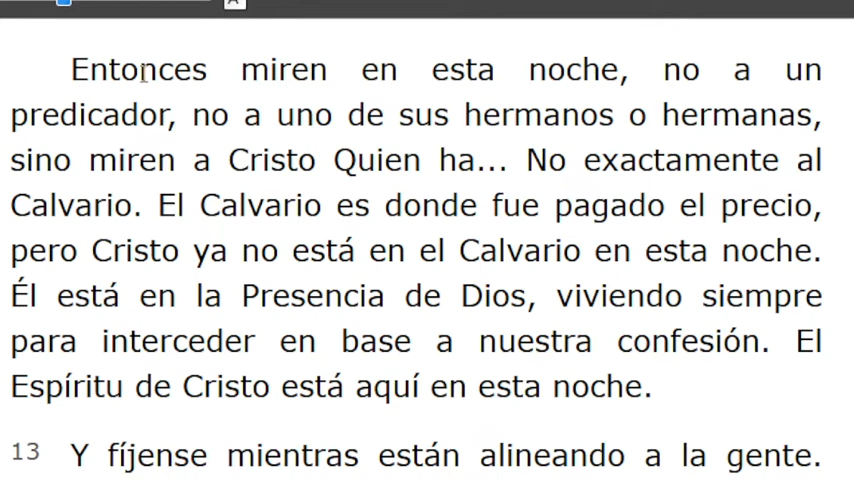 Entonces miren en esta noche, no a un
predicador, no a uno de sus hermanos o hermanas,
sino miren a Cristo Quien ha... No exactamente al
Calvario. El Calvario es donde fue pagado el precio,
pero Cristo ya no está en el Calvario en esta noche.
Él está en la Presencia de Dios, viviendo siempre
para interceder en base a nuestra confesión. El
Espíritu de Cristo está aquí en esta noche.
13 Y fíjense mientras están alineando a la gente.